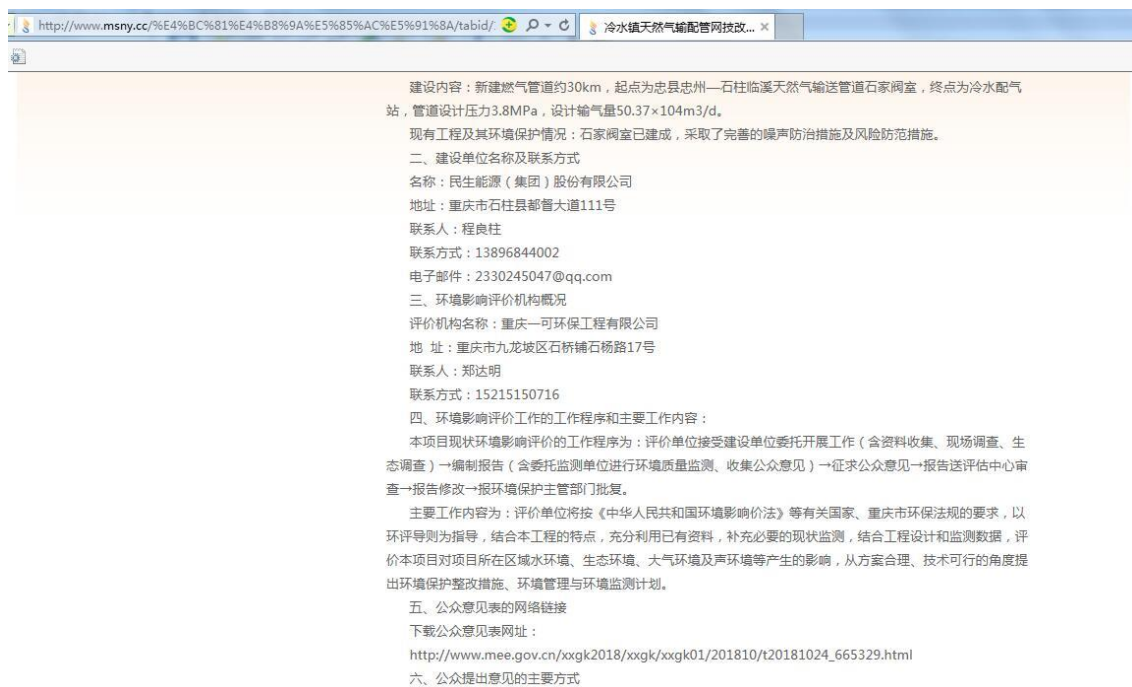 http://www.msny.cc/%E4%BC%81%E4%B8%9A%E5%85%AC%E5%91%8A/tabid/
冷水镇天然气输配管网技改... ×
建设内容：新建燃气管道约30km，起点为忠县忠州—石柱临溪天然气输送管道石家阀室，终点为冷水配气
站，管道设计压力3.8MPa，设计输气量50.37×104m3/d。
现有工程及其环境保护情况：石家阀室已建成，采取了完善的噪声防治措施及风险防范措施。
二、建设单位名称及联系方式
名称：民生能源（集团）股份有限公司
地址：重庆市石柱县都督大道111号
联系人：程良柱
联系方式：13896844002
电子邮件：2330245047@qq.com
三、环境影响评价机构概况
评价机构名称：重庆一可环保工程有限公司
地 址：重庆市九龙坡区石桥铺石杨路17号
联系人：郑达明
联系方式：15215150716
四、环境影响评价工作的工作程序和主要工作内容：
本项目现状环境影响评价的工作程序为：评价单位接受建设单位委托开展工作（含资料收集、现场调查、生
态调查）→编制报告（含委托监测单位进行环境质量监测、收集公众意见）→征求公众意见→报告送评估中心审
查→报告修改→报环境保护主管部门批复。
主要工作内容为：评价单位将按《中华人民共和国环境影响价法》等有关国家、重庆市环保法规的要求，以
环评导则为指导，结合本工程的特点，充分利用已有资料，补充必要的现状监测，结合工程设计和监测数据，评
价本项目对项目所在区域水环境、生态环境、大气环境及声环境等产生的影响，从方案合理、技术可行的角度提
出环境保护整改措施、环境管理与环境监测计划。
五、公众意见表的网络链接
下载公众意见表网址：
http://www.mee.gov.cn/xxgk2018/xxgk/xxgk01/201810/t20181024_665329.html
六、公众提出意见的主要方式